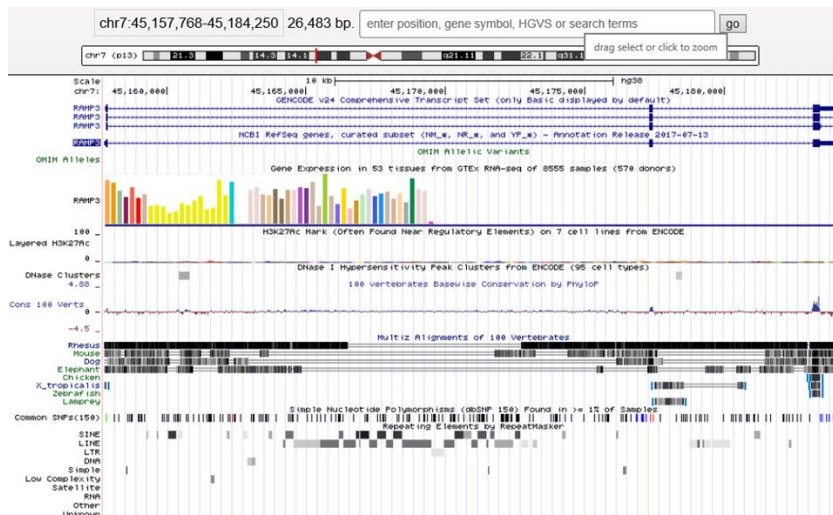 chr7:45,157,768-45,184,250 26,483 bp. enter position, gene symbol, HGVS or search terms go
drag select or click to zoom
chr7 (p13) 21.3 14.3 14.1 q21.11 22.1 q31.1
Scale 10 kb hg38
chr7: 45,160,000 45,165,000 45,170,000 45,175,000 45,180,000
GENCODE v24 Comprehensive Transcript Set (only Basic displayed by default)
RAMP3
RAMP3
RAMP3
NCBI RefSeq genes, curated subset (NM_*, NR_*, and YP_*) - Annotation Release 2017-07-13
RAMP3
OMIM Allelic Variants
OMIM Alleles
Gene Expression in 53 tissues from GTEx RNA-seq of 8555 samples (570 donors)
RAMP3
H3K27Ac Mark (Often Found Near Regulatory Elements) on 7 cell lines from ENCODE
100 _
Layered H3K27Ac
0 _
DNase I Hypersensitivity Peak Clusters from ENCODE (95 cell types)
DNase Clusters
100 vertebrates Basewise Conservation by PhyloP
4.88 _
Cons 100 Verts
0 _
-4.5 _
Multiz Alignments of 100 Vertebrates
Rhesus
Mouse
Dog
Elephant
Chicken
X_tropicalis
Zebrafish
Lamprey
Simple Nucleotide Polymorphisms (dbSNP 150) Found in >= 1% of Samples
Common SNPs(150)
Repeating Elements by RepeatMasker
SINE
LINE
LTR
DNA
Simple
Low Complexity
Satellite
RNA
Other
Unknown